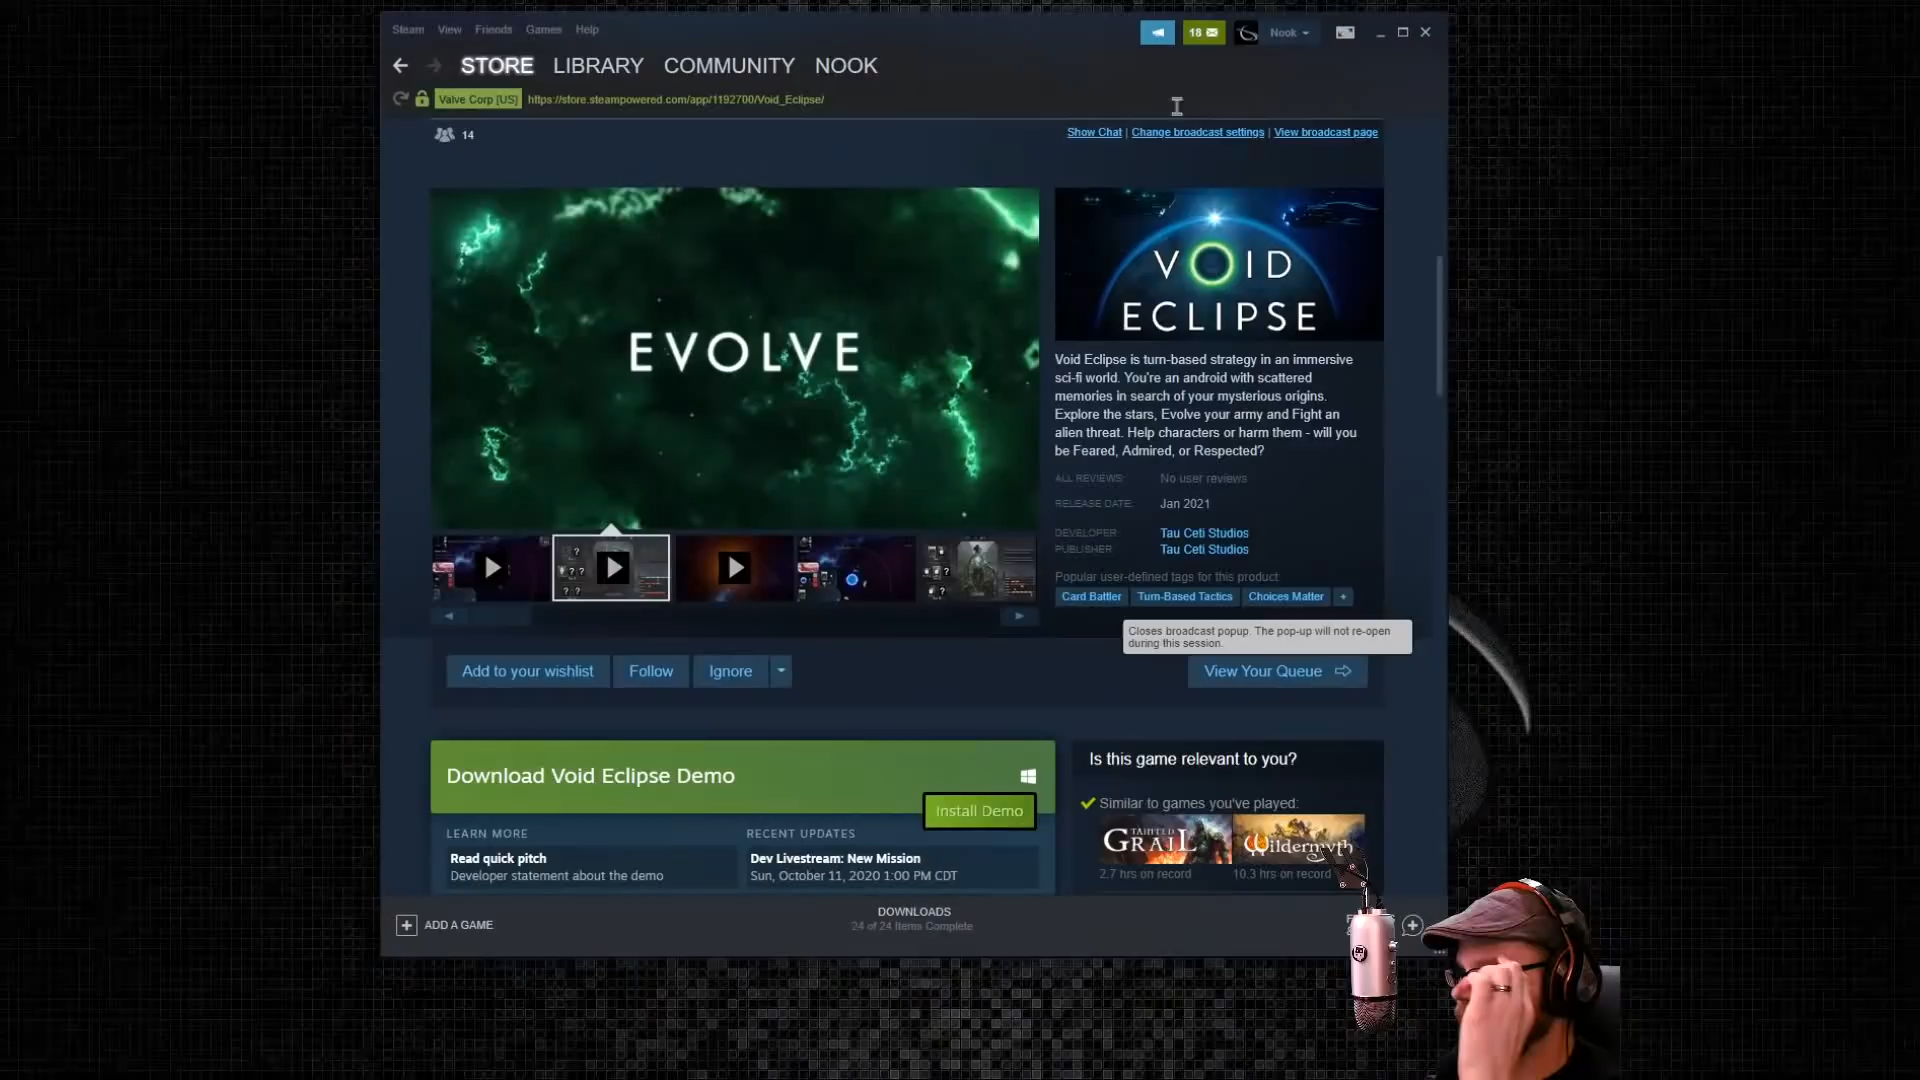 Steam View Friends Games Help
18
Nook
STORE LIBRARY COMMUNITY NOOK
Valve Corp [US] https://store.steampowered.com/app/1192700/Void_Eclipse/
14
Show Chat | Change broadcast settings | View broadcast page
EVOLVE
VOID
ECLIPSE
Void Eclipse is turn-based strategy in an immersive
sci-fi world. You're an android with scattered
memories in search of your mysterious origins.
Explore the stars, Evolve your army and Fight an
alien threat. Help characters or harm them - will you
be Feared, Admired, or Respected?
ALL REVIEWS: No user reviews
RELEASE DATE: Jan 2021
DEVELOPER: Tau Ceti Studios
PUBLISHER: Tau Ceti Studios
Popular user-defined tags for this product
Card Battler Turn-Based Tactics Choices Matter +
Closes broadcast popup. The pop-up will not re-open
during this session.
Add to your wishlist Follow Ignore
View Your Queue
Download Void Eclipse Demo
Install Demo
LEARN MORE
Read quick pitch
Developer statement about the demo
RECENT UPDATES
Dev Livestream: New Mission
Sun, October 11, 2020 1:00 PM CDT
Is this game relevant to you?
Similar to games you've played:
TAINTED
GRAIL
Wildermyth
2.7 hrs on record
10.3 hrs on record
ADD A GAME
DOWNLOADS
24 of 24 Items Complete